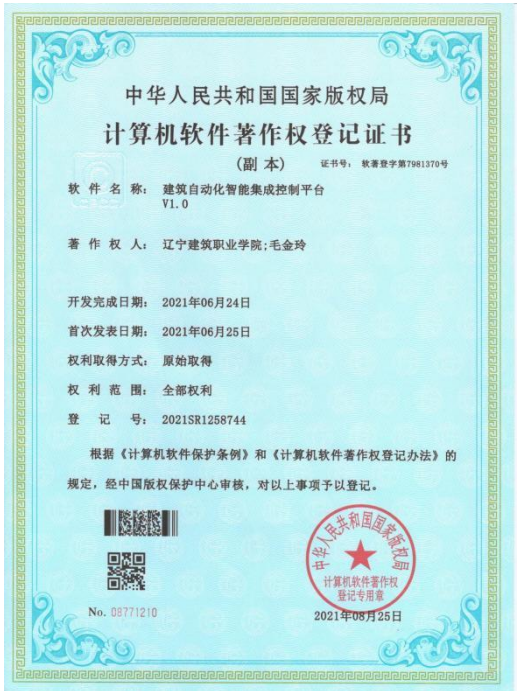 中华人民共和国国家版权局
计算机软件著作权登记证书
(副本)
证书号: 软著登字第7981370号
软件名称: 建筑自动化智能集成控制平台
V1.0
著作权人: 辽宁建筑职业学院;毛金玲
开发完成日期: 2021年06月24日
首次发表日期: 2021年06月25日
权利取得方式: 原始取得
权利范围: 全部权利
登记号: 2021SR1258744
根据《计算机软件保护条例》和《计算机软件著作权登记办法》的
规定，经中国版权保护中心审核，对以上事项予以登记。
中华人民共和国国家版权局
计算机软件著作权
登记专用章
No. 08771210
2021年08月25日